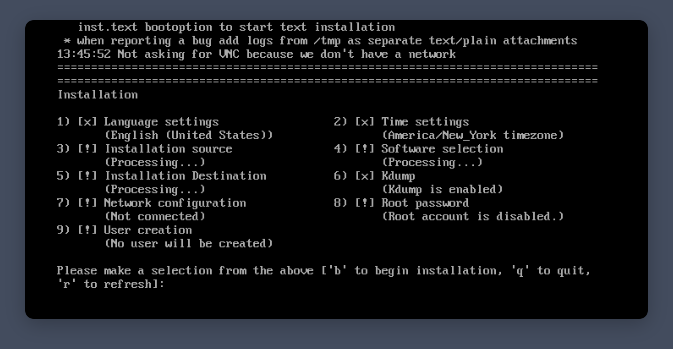 inst.text bootoption to start text installation
* when reporting a bug add logs from /tmp as separate text/plain attachments
13:45:52 Not asking for VNC because we don't have a network
================================================================================
================================================================================
Installation
1) [x] Language settings 2) [x] Time settings
(English (United States)) (America/New_York timezone)
3) [!] Installation source 4) [!] Software selection
(Processing...) (Processing...)
5) [!] Installation Destination 6) [x] Kdump
(Processing...) (Kdump is enabled)
7) [!] Network configuration 8) [!] Root password
(Not connected) (Root account is disabled.)
9) [!] User creation
(No user will be created)
Please make a selection from the above ['b' to begin installation, 'q' to quit,
'r' to refresh]: